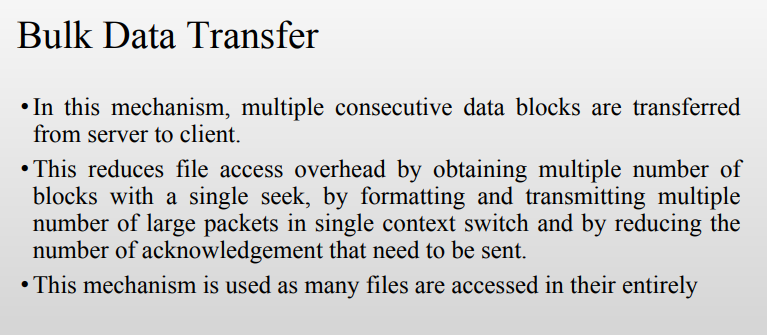 Bulk Data Transfer
• In this mechanism, multiple consecutive data blocks are transferred
from server to client.
• This reduces file access overhead by obtaining multiple number of
blocks with a single seek, by formatting and transmitting multiple
number of large packets in single context switch and by reducing the
number of acknowledgement that need to be sent.
• This mechanism is used as many files are accessed in their entirely